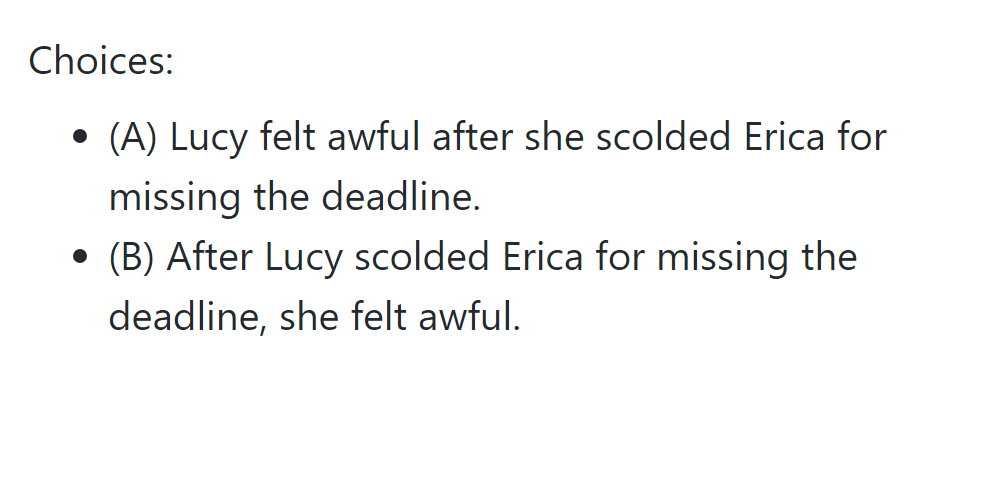 Choices:
• (A) Lucy felt awful after she scolded Erica for
missing the deadline.
• (B) After Lucy scolded Erica for missing the
deadline, she felt awful.